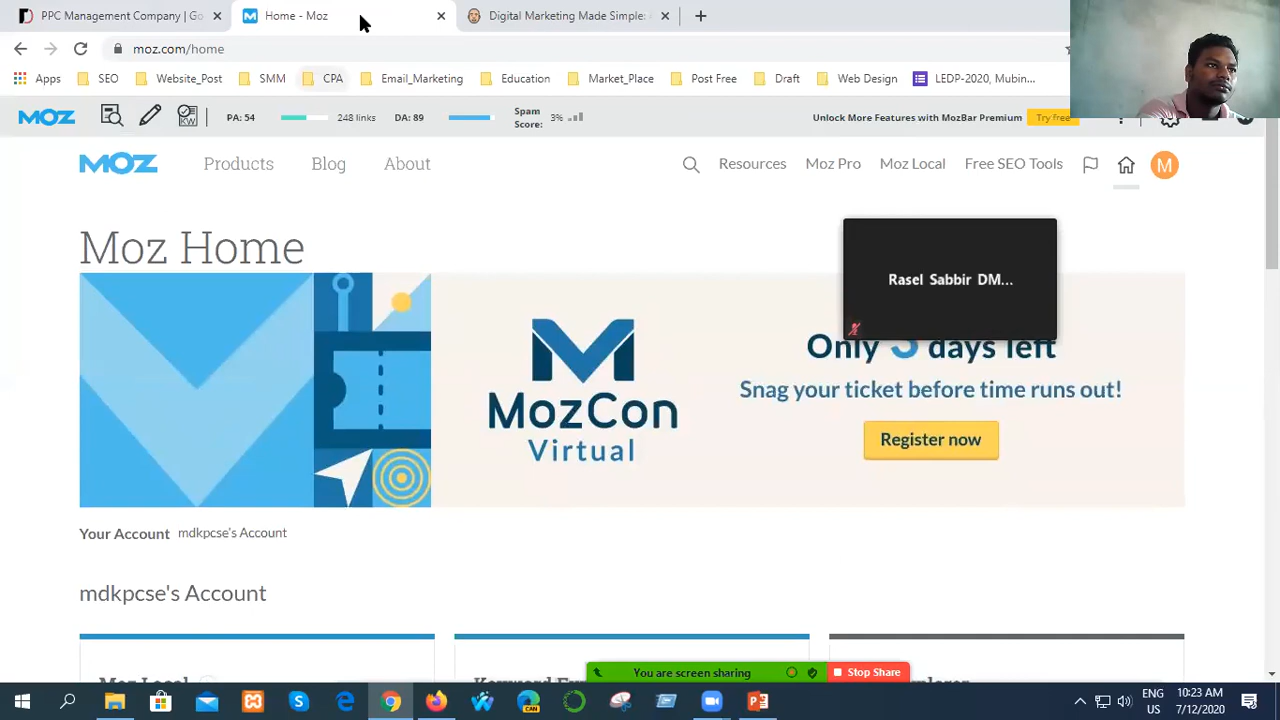 PPC Management Company | Go
Home - Moz
Digital Marketing Made Simple:
moz.com/home
Apps
SEO
Website_Post
SMM
CPA
Email_Marketing
Education
Market_Place
Post Free
Draft
Web Design
LEDP-2020, Mubin...
MOZ
KW
PA: 54
248 links
DA: 89
Spam
Score:
3%
Unlock More Features with MozBar Premium
Try free
MOZ
Products
Blog
About
Resources
Moz Pro
Moz Local
Free SEO Tools
M
Moz Home
Rasel Sabbir DM...
MozCon
Virtual
Only 3 days left
Snag your ticket before time runs out!
Register now
Your Account mdkpcse's Account
mdkpcse's Account
Moz Local
You are screen sharing
Stop Share
CAN
ENG
US
10:23 AM
7/12/2020